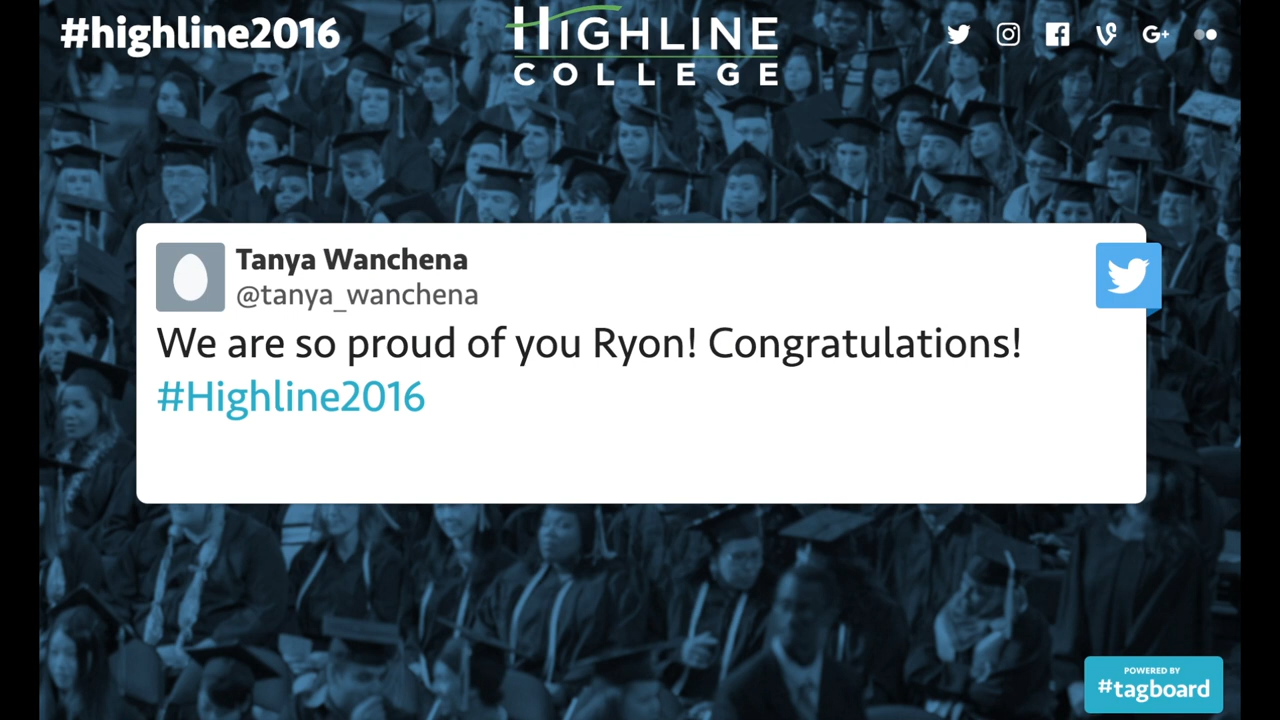 #highline2016
HIGHLINE
COLLEGE
Tanya Wanchena
@tanya_wanchena
We are so proud of you Ryon! Congratulations!
#Highline2016
POWERED BY
#tagboard